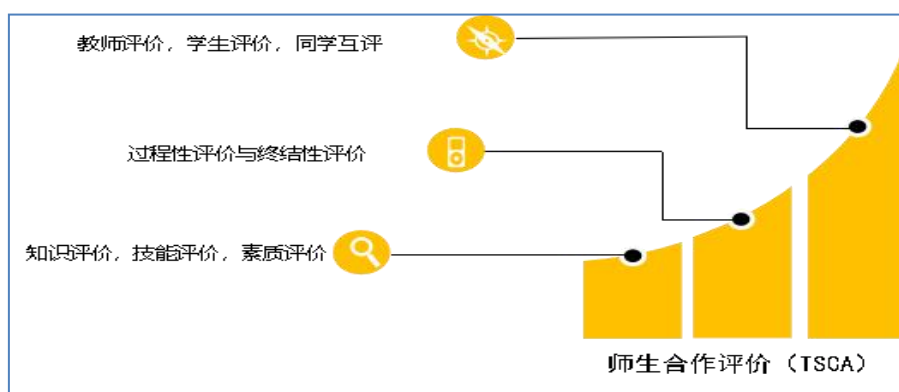 教师评价，学生评价，同学互评
过程性评价与终结性评价
知识评价，技能评价，素质评价
师生合作评价（TSCA）